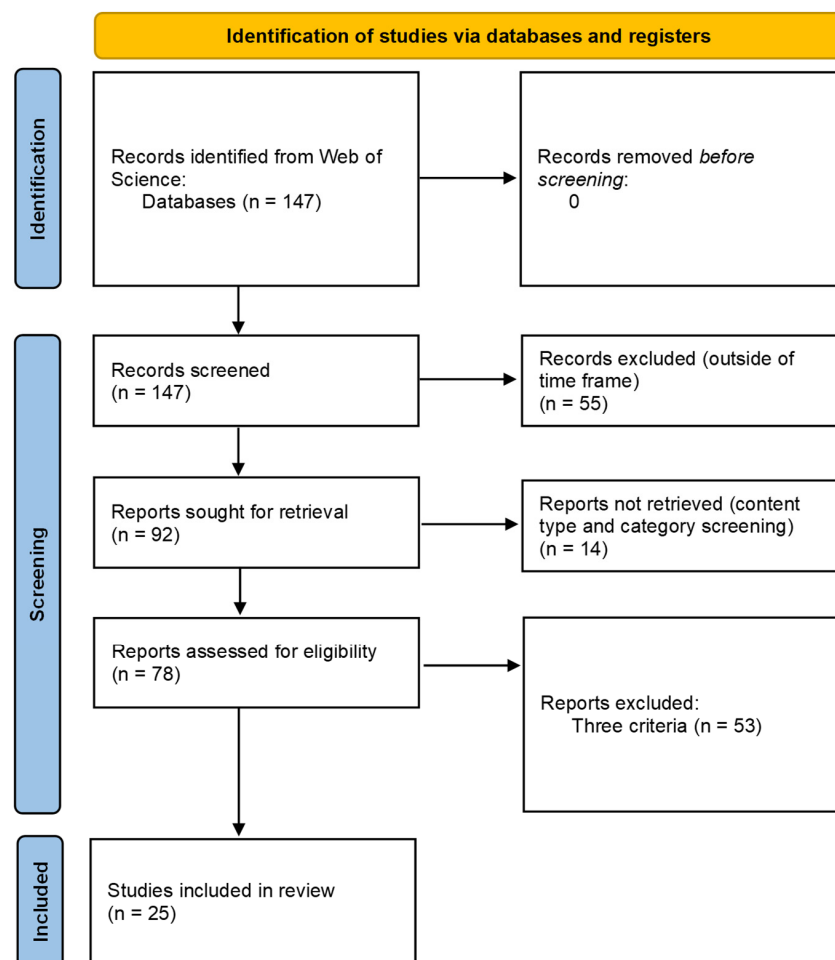 Identification of studies via databases and registers
Identification
Records identified from Web of
Science:
Databases (n = 147)
Records removed before
screening:
0
Screening
Records screened
(n = 147)
Records excluded (outside of
time frame)
(n = 55)
Reports sought for retrieval
(n = 92)
Reports not retrieved (content
type and category screening)
(n = 14)
Reports assessed for eligibility
(n = 78)
Reports excluded:
Three criteria (n = 53)
Included
Studies included in review
(n = 25)